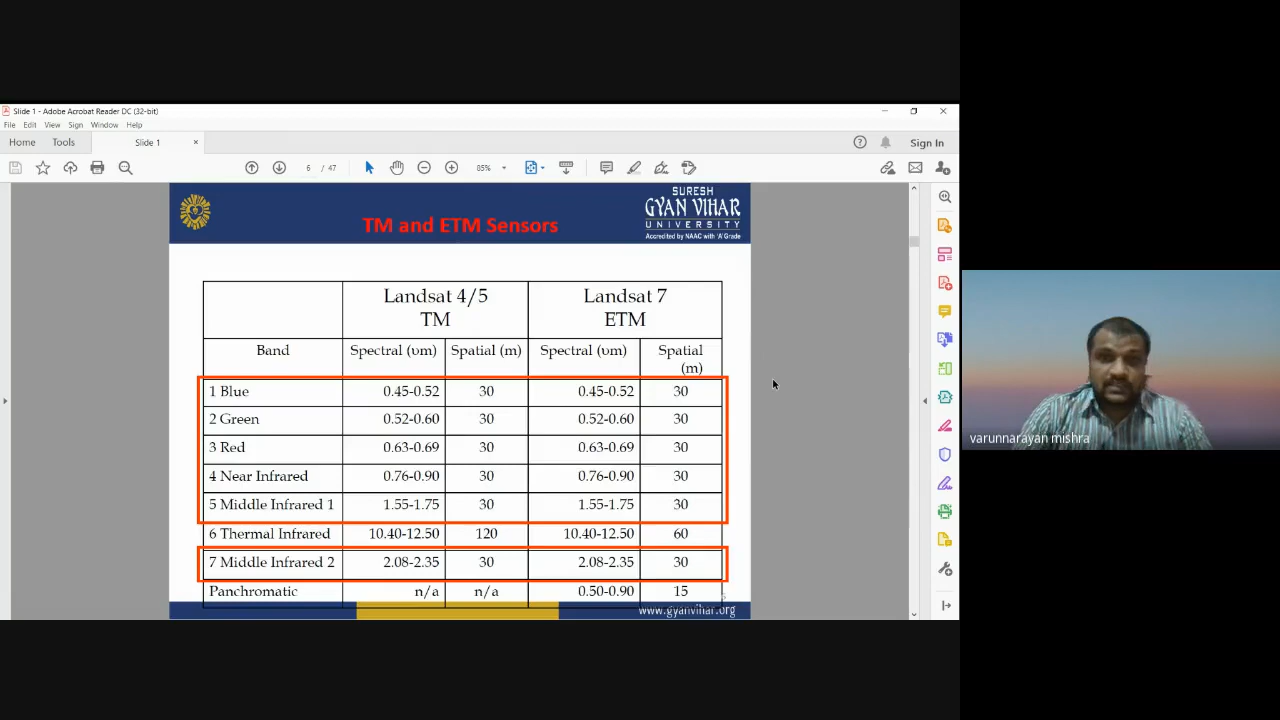 Slide 1 - Adobe Acrobat Reader DC (32-bit)
File Edit View Sign Window Help
Home Tools Slide 1 × Sign In
6 / 47 85%
SURESH
GYAN VIHAR
UNIVERSITY
Accredited by NAAC with 'A' Grade
TM and ETM Sensors
Landsat 4/5 Landsat 7
TM ETM
Band Spectral (υm) Spatial (m) Spectral (υm) Spatial
(m)
1 Blue 0.45-0.52 30 0.45-0.52 30
2 Green 0.52-0.60 30 0.52-0.60 30
3 Red 0.63-0.69 30 0.63-0.69 30
4 Near Infrared 0.76-0.90 30 0.76-0.90 30
5 Middle Infrared 1 1.55-1.75 30 1.55-1.75 30
6 Thermal Infrared 10.40-12.50 120 10.40-12.50 60
7 Middle Infrared 2 2.08-2.35 30 2.08-2.35 30
Panchromatic n/a n/a 0.50-0.90 15
www.gyanvihar.org
varunnarayan mishra